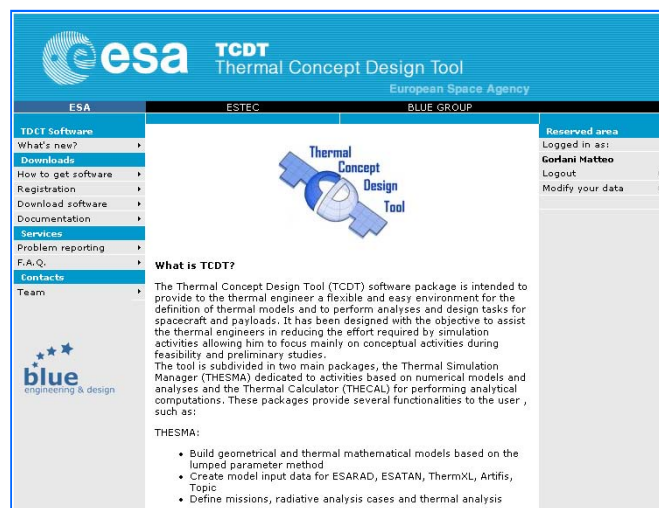 esa
TCDT
Thermal Concept Design Tool
European Space Agency
ESA ESTEC BLUE GROUP
TDCT Software
What's new?
Downloads
How to get software
Registration
Download software
Documentation
Services
Problem reporting
F.A.Q.
Contacts
Team
blue
engineering & design
Thermal
Concept
Design
Tool
What is TCDT?
The Thermal Concept Design Tool (TCDT) software package is intended to
provide to the thermal engineer a flexible and easy environment for the
definition of thermal models and to perform analyses and design tasks for
spacecraft and payloads. It has been designed with the objective to assist
the thermal engineers in reducing the effort required by simulation
activities allowing him to focus mainly on conceptual activities during
feasibility and preliminary studies.
The tool is subdivided in two main packages, the Thermal Simulation
Manager (THESMA) dedicated to activities based on numerical models and
analyses and the Thermal Calculator (THECAL) for performing analytical
computations. These packages provide several functionalities to the user ,
such as:
THESMA:
• Build geometrical and thermal mathematical models based on the
lumped parameter method
• Create model input data for ESARAD, ESATAN, ThermXL, Artifis,
Topic
• Define missions, radiative analysis cases and thermal analysis
Reserved area
Logged in as:
Gorlani Matteo
Logout
Modify your data